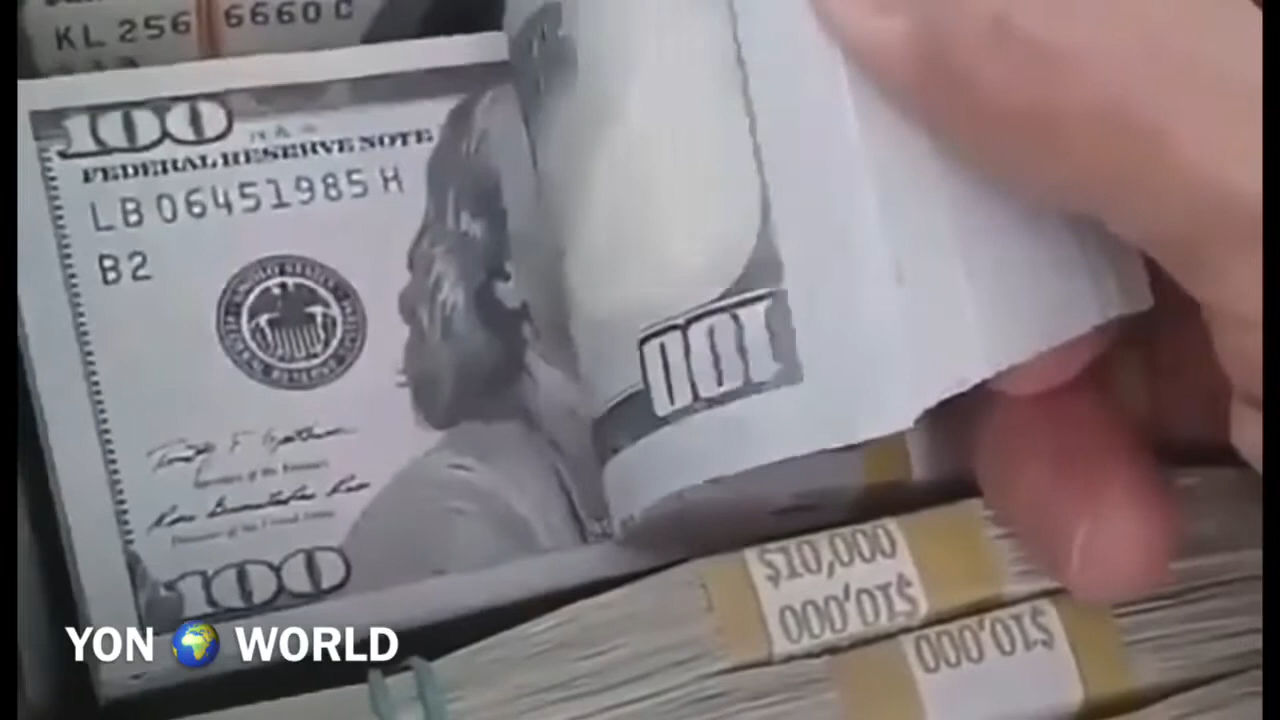 KL 256 6660 C
100
FEDERAL RESERVE NOTE
LB 06451985 H
B2
100
100
$10,000
$10,000
$10,000
YON WORLD